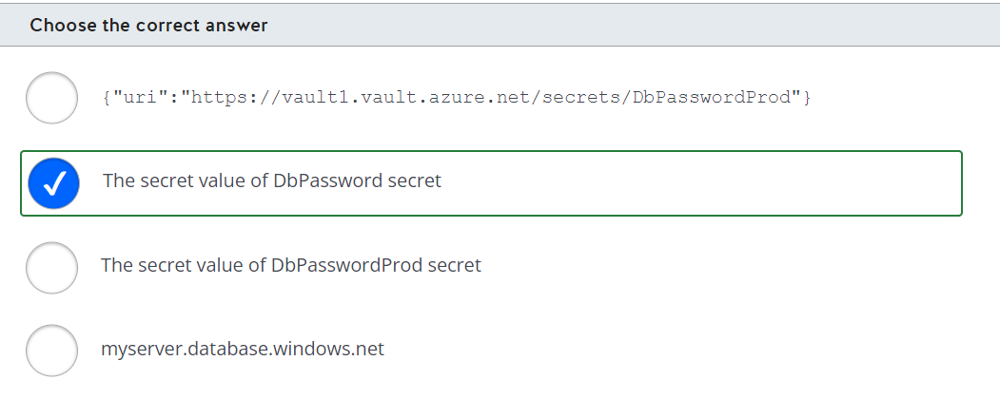 Choose the correct answer
{"uri":"https://vault1.vault.azure.net/secrets/DbPasswordProd"}
The secret value of DbPassword secret
The secret value of DbPasswordProd secret
myserver.database.windows.net